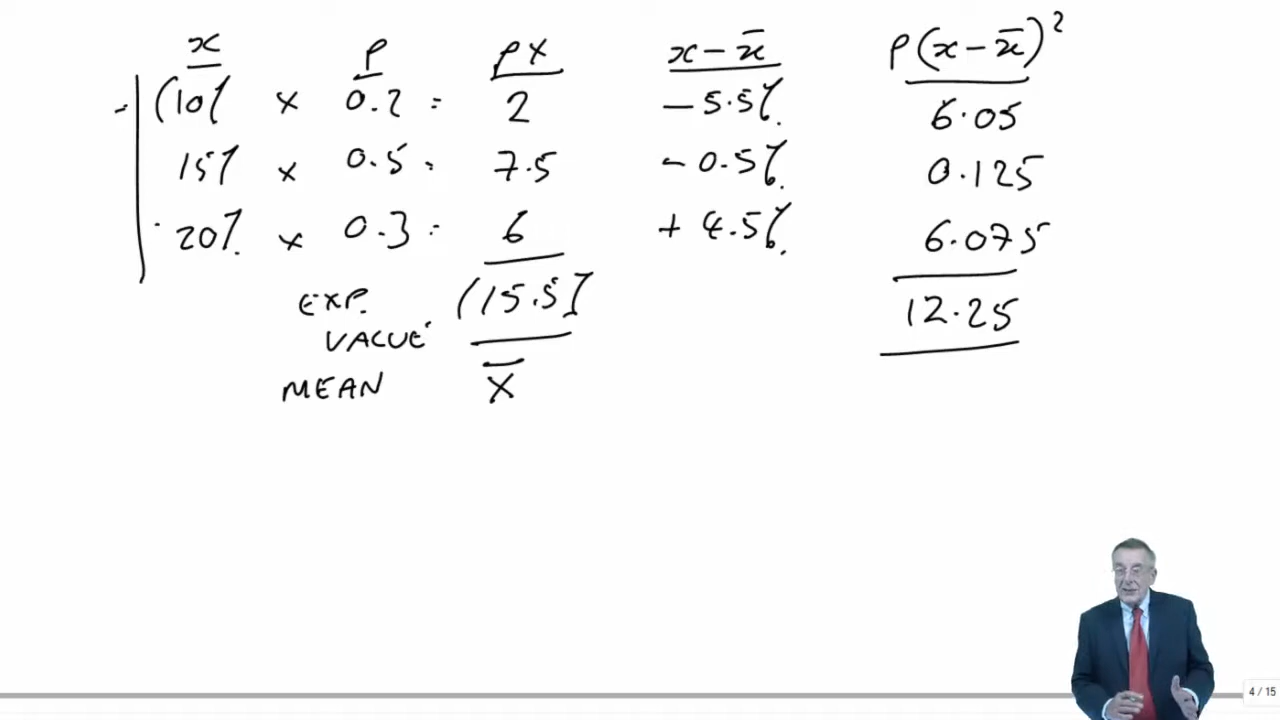 x P PX x - x̄ P(x - x̄)²
10% × 0.2 = 2 - 5.5% 6.05
15% × 0.5 = 7.5 - 0.5% 0.125
20% × 0.3 = 6 + 4.5% 6.075
EXP. 15.5% 12.25
VALUE
MEAN X̄
4 / 15